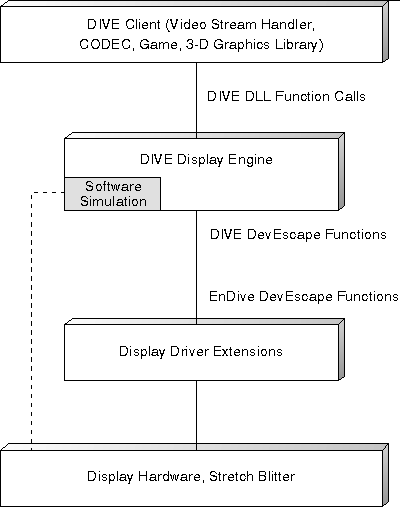 DIVE Client (Video Stream Handler,
CODEC, Game, 3-D Graphics Library)
DIVE DLL Function Calls
DIVE Display Engine
Software
Simulation
DIVE DevEscape Functions
EnDive DevEscape Functions
Display Driver Extensions
Display Hardware, Stretch Blitter